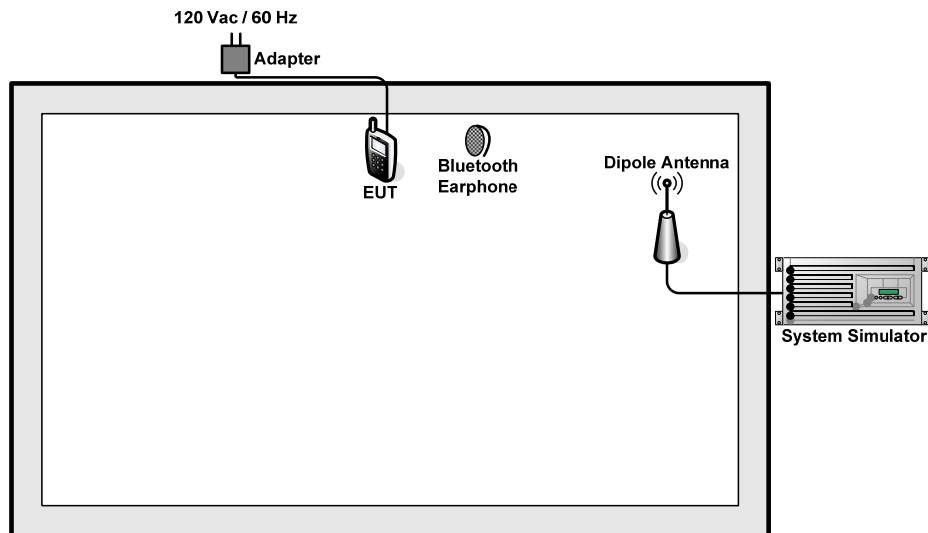 120 Vac / 60 Hz
Adapter
EUT
Bluetooth
Earphone
Dipole Antenna
System Simulator